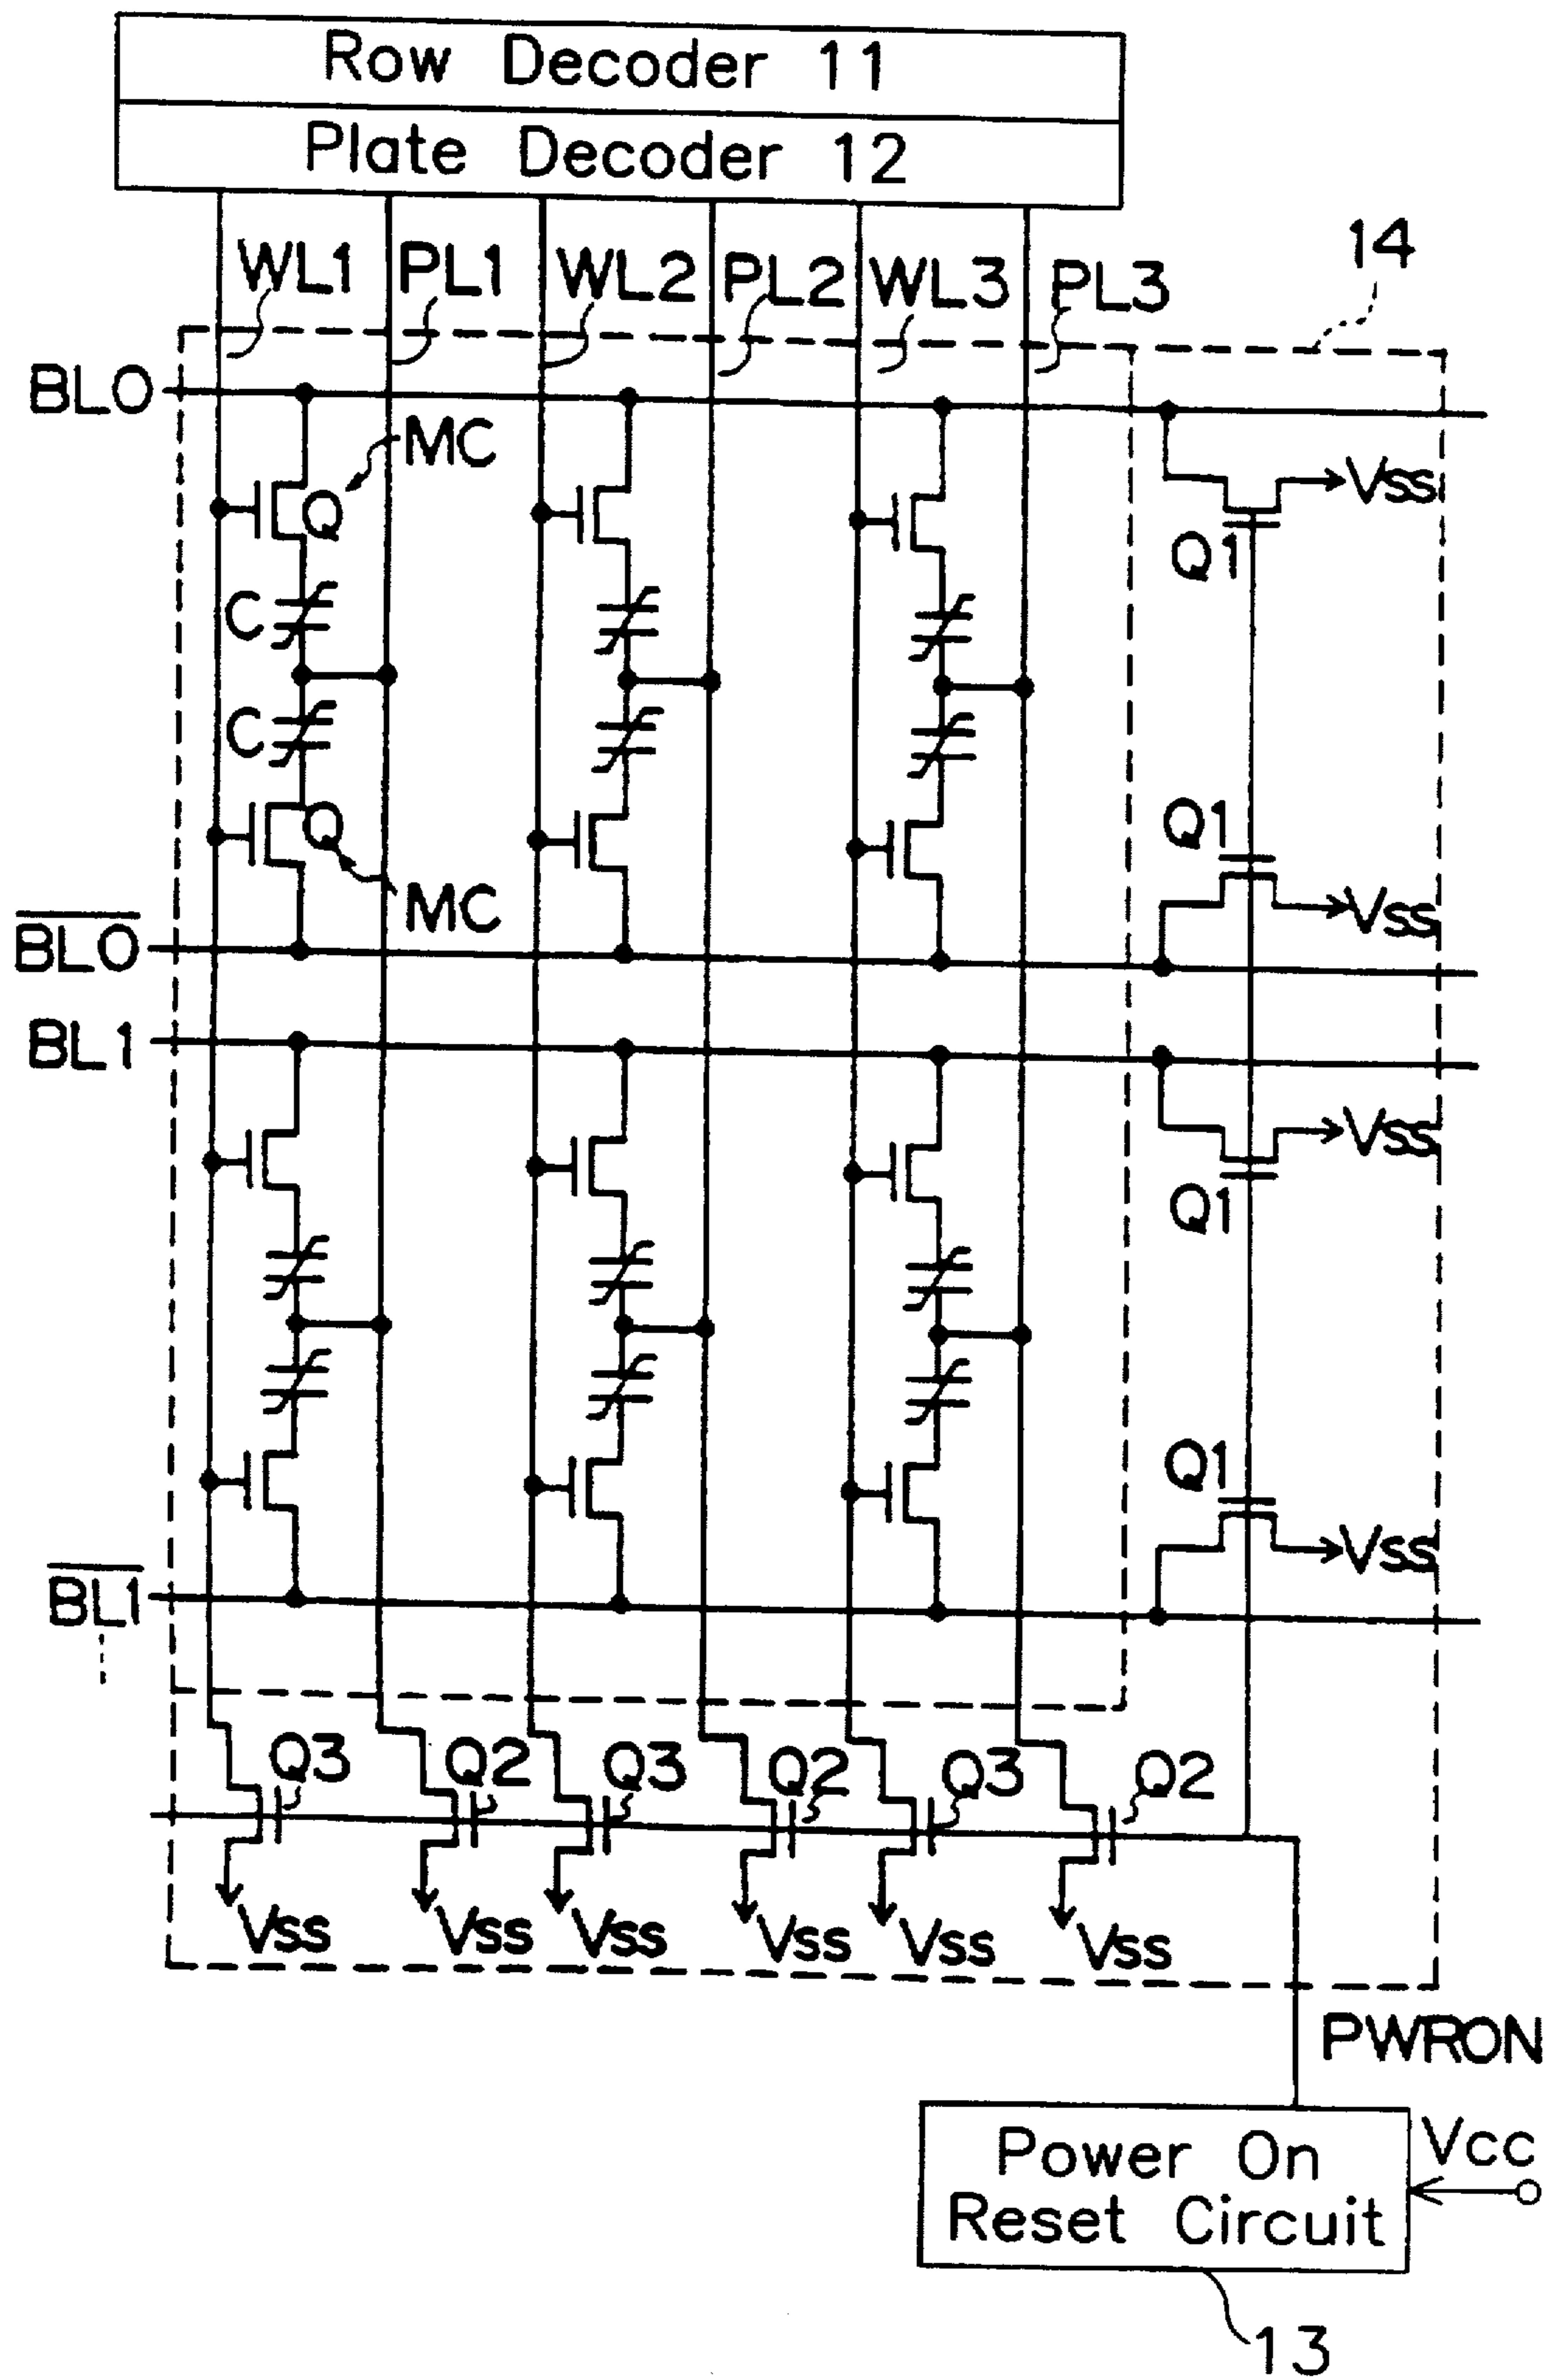 Row Decoder 11
Plate Decoder 12
WL1 PL1 WL2 PL2 WL3 PL3 14
BL0
MC
Q Vss
Q1
C
C
Q Q1
MC Vss
B̅L̅0̅
BL1
Vss
Q1
Q1
Vss
B̅L̅1̅
Q3 Q2 Q3 Q2 Q3 Q2
Vss Vss Vss Vss Vss Vss
PWRON
Power On
Reset Circuit
Vcc
13